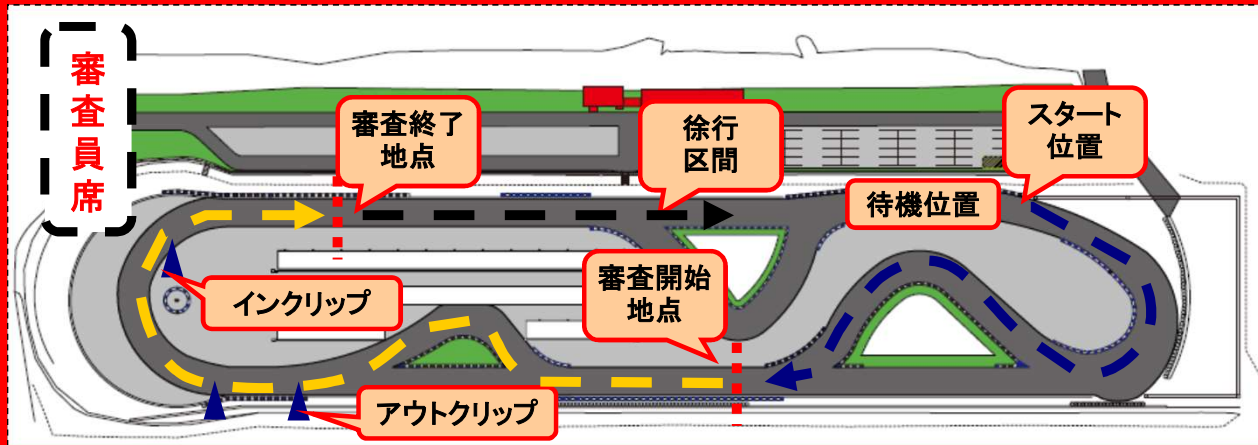 審査員席
審査終了
地点
徐行
区間
スタート
位置
待機位置
審査開始
地点
インクリップ
アウトクリップ